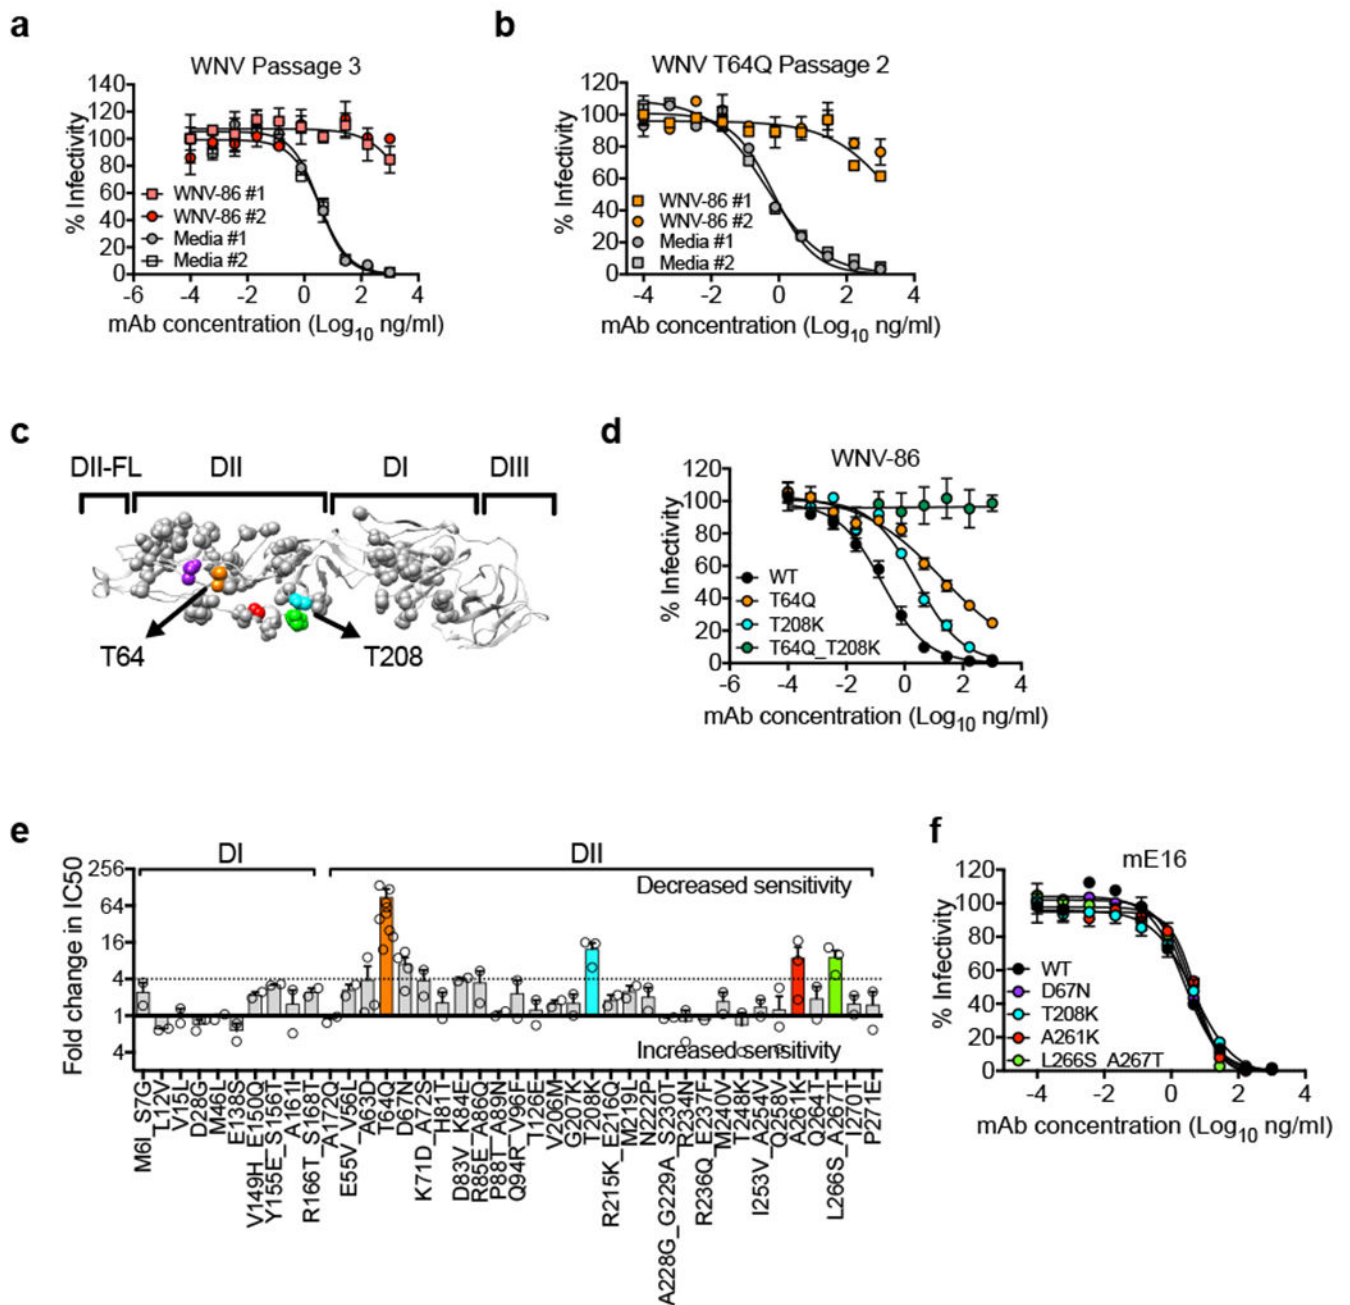 a
WNV Passage 3
140
120
100
80
60
40
20
0
% Infectivity
WNV-86 #1
WNV-86 #2
Media #1
Media #2
-6 -4 -2 0 2 4
mAb concentration (Log10 ng/ml)
b
WNV T64Q Passage 2
120
100
80
60
40
20
0
% Infectivity
WNV-86 #1
WNV-86 #2
Media #1
Media #2
-4 -2 0 2 4
mAb concentration (Log10 ng/ml)
c
DII-FL DII DI DIII
T64 T208
d
WNV-86
120
100
80
60
40
20
0
% Infectivity
WT
T64Q
T208K
T64Q_T208K
-6 -4 -2 0 2 4
mAb concentration (Log10 ng/ml)
e
DI DII
Fold change in IC50
256
64
16
4
1
4
Decreased sensitivity
Increased sensitivity
M6I_S7G
L12V
V15L
D28G
M46L
E138S
V149H_E150Q
Y155E_S156T
A161I
R166T_S168T
A172Q
E55V_V56L
A63D
T64Q
D67N
K71D_A72S
H81T
D83V_K84E
R85E_A86Q
P88T_A89N
Q94R_V96F
T126E
V206M
G207K
T208K
R215K_E216Q
M219L
N222P
A228G_G229A_S230T
R234N
R236Q_E237F
M240V
T248K
I253V_A254V
Q258V
A261K
Q264T
L266S_A267T
I270T
P271E
f
mE16
120
100
80
60
40
20
0
% Infectivity
WT
D67N
T208K
A261K
L266S_A267T
-4 -2 0 2 4
mAb concentration (Log10 ng/ml)